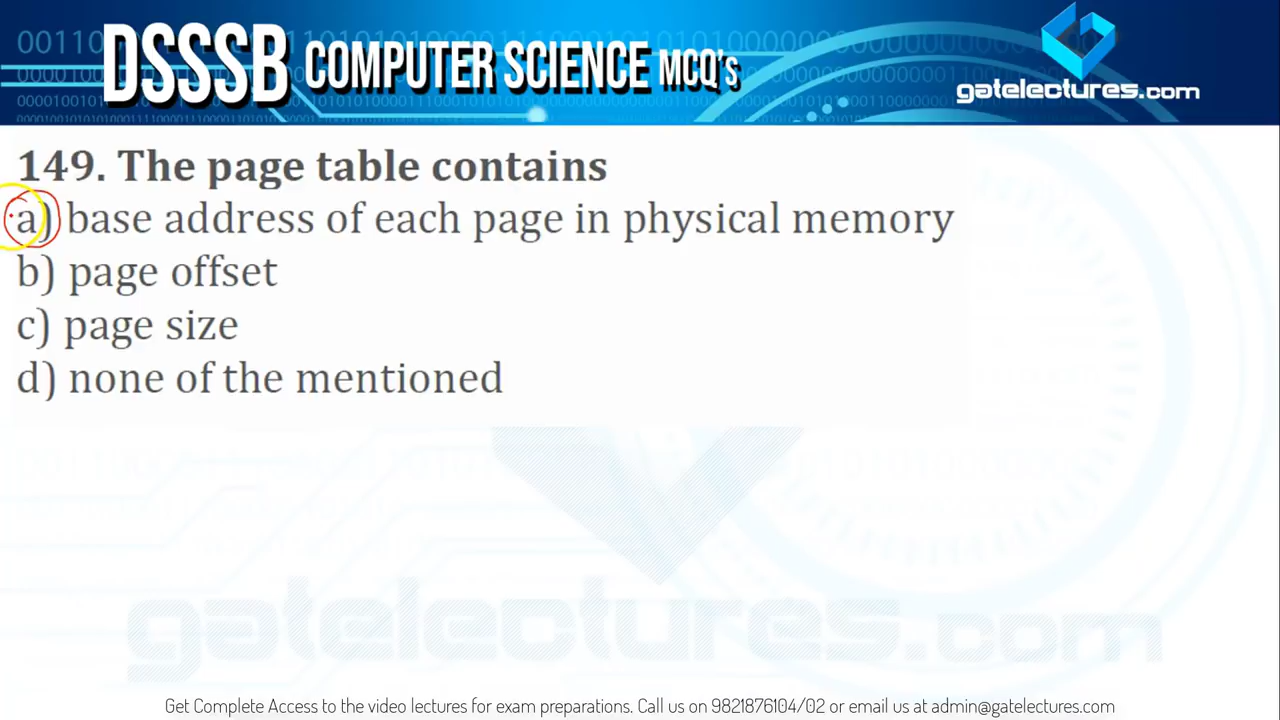 DSSSB COMPUTER SCIENCE MCQ's
gatelectures.com
149. The page table contains
a) base address of each page in physical memory
b) page offset
c) page size
d) none of the mentioned
gatelectures.com
Get Complete Access to the video lectures for exam preparations. Call us on 9821876104/02 or email us at admin@gatelectures.com